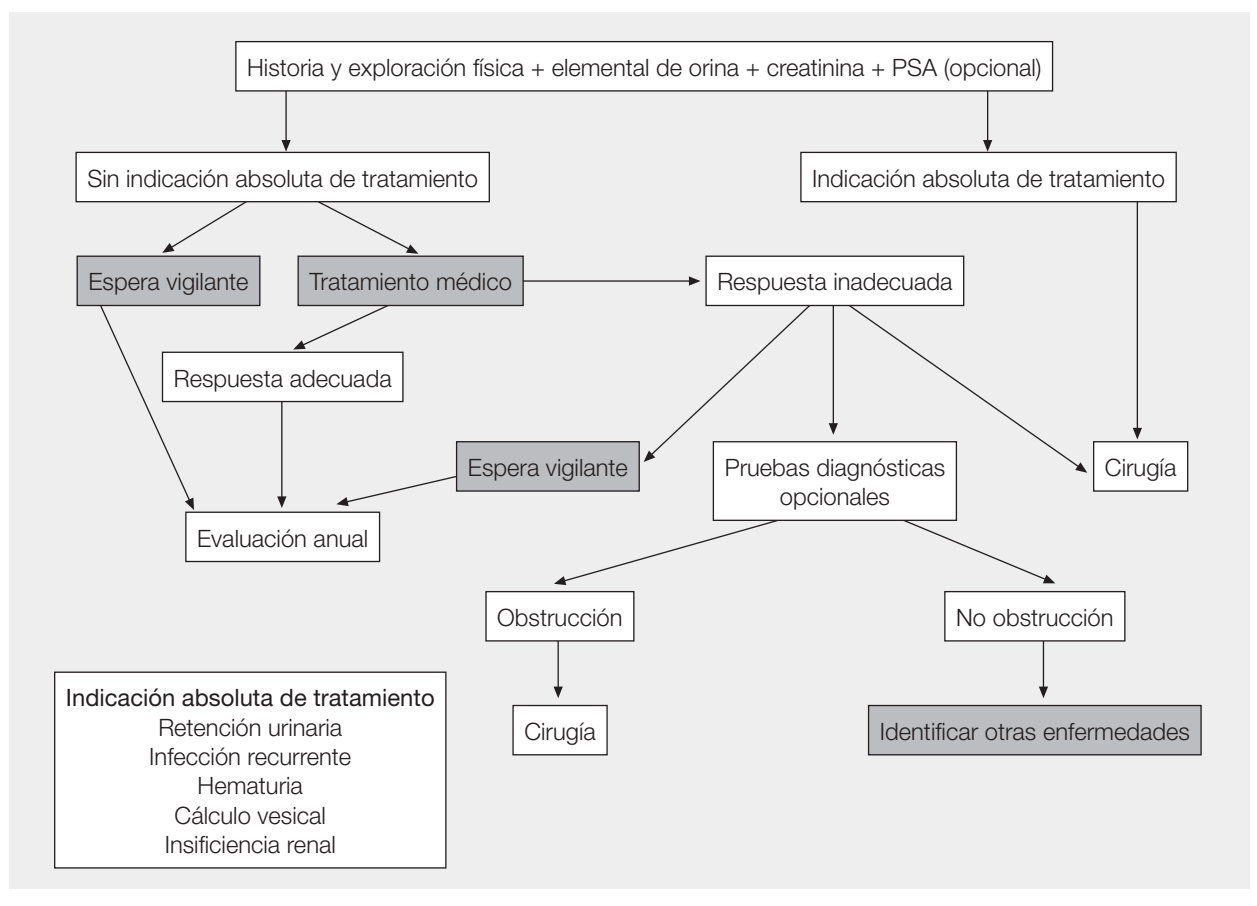 Historia y exploración física + elemental de orina + creatinina + PSA (opcional)
Sin indicación absoluta de tratamiento
Indicación absoluta de tratamiento
Espera vigilante
Tratamiento médico
Respuesta inadecuada
Respuesta adecuada
Espera vigilante
Pruebas diagnósticas
opcionales
Cirugía
Evaluación anual
Obstrucción
No obstrucción
Cirugía
Identificar otras enfermedades
Indicación absoluta de tratamiento
Retención urinaria
Infección recurrente
Hematuria
Cálculo vesical
Insificiencia renal